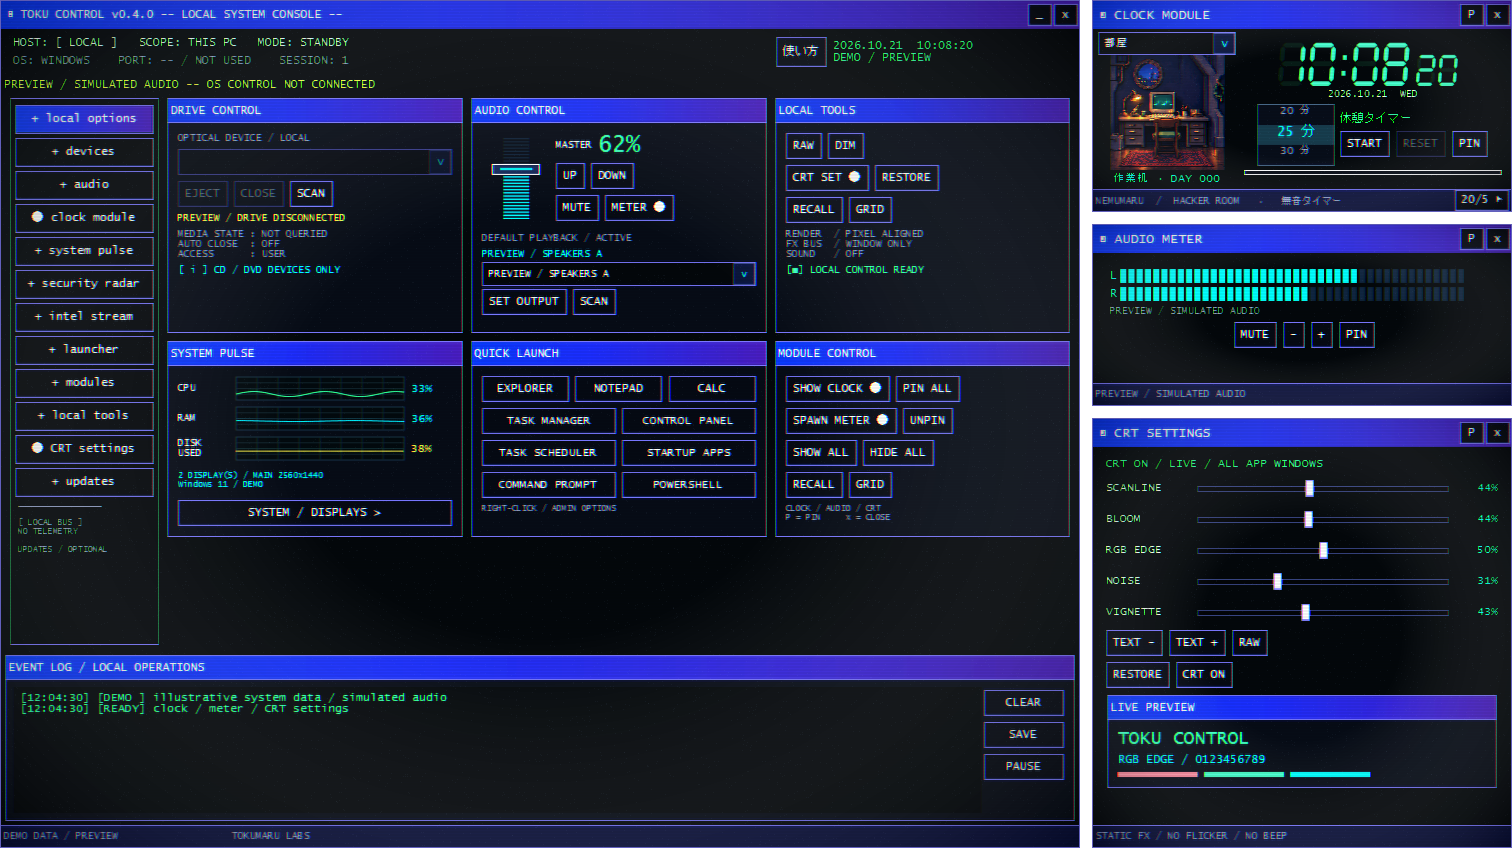 TOKU CONTROL v0.4.0 -- LOCAL SYSTEM CONSOLE --
_ x
HOST: [ LOCAL ] SCOPE: THIS PC MODE: STANDBY
OS: WINDOWS PORT: -- / NOT USED SESSION: 1
使い方
2026.10.21 10:08:20
DEMO / PREVIEW
PREVIEW / SIMULATED AUDIO -- OS CONTROL NOT CONNECTED
+ local options
+ devices
+ audio
clock module
+ system pulse
+ security radar
+ intel stream
+ launcher
+ modules
+ local tools
CRT settings
+ updates
[ LOCAL BUS ]
NO TELEMETRY
UPDATES / OPTIONAL
DRIVE CONTROL
OPTICAL DEVICE / LOCAL
v
EJECT CLOSE SCAN
PREVIEW / DRIVE DISCONNECTED
MEDIA STATE : NOT QUERIED
AUTO CLOSE : OFF
ACCESS : USER
[ i ] CD / DVD DEVICES ONLY
AUDIO CONTROL
MASTER 62%
UP DOWN
MUTE METER
DEFAULT PLAYBACK / ACTIVE
PREVIEW / SPEAKERS A
PREVIEW / SPEAKERS A v
SET OUTPUT SCAN
LOCAL TOOLS
RAW DIM
CRT SET RESTORE
RECALL GRID
RENDER / PIXEL ALIGNED
FX BUS / WINDOW ONLY
SOUND / OFF
[■] LOCAL CONTROL READY
SYSTEM PULSE
CPU 33%
RAM 36%
DISK USED 38%
2 DISPLAY(S) / MAIN 2560x1440
Windows 11 / DEMO
SYSTEM / DISPLAYS >
QUICK LAUNCH
EXPLORER NOTEPAD CALC
TASK MANAGER CONTROL PANEL
TASK SCHEDULER STARTUP APPS
COMMAND PROMPT POWERSHELL
RIGHT-CLICK / ADMIN OPTIONS
MODULE CONTROL
SHOW CLOCK PIN ALL
SPAWN METER UNPIN
SHOW ALL HIDE ALL
RECALL GRID
CLOCK / AUDIO / CRT
P = PIN x = CLOSE
EVENT LOG / LOCAL OPERATIONS
[12:04:30] [DEMO ] illustrative system data / simulated audio
[12:04:30] [READY] clock / meter / CRT settings
CLEAR
SAVE
PAUSE
DEMO DATA / PREVIEW TOKUMARU LABS
CLOCK MODULE
P x
部屋 v
作業机 · DAY 000
10:08 20
2026.10.21 WED
20 分
25 分
30 分
休憩タイマー
START RESET PIN
NEMUMARU / HACKER ROOM · 無音タイマー
20/5 ▶
AUDIO METER
P x
L
R
PREVIEW / SIMULATED AUDIO
MUTE - + PIN
PREVIEW / SIMULATED AUDIO
CRT SETTINGS
P x
CRT ON / LIVE / ALL APP WINDOWS
SCANLINE 44%
BLOOM 44%
RGB EDGE 50%
NOISE 31%
VIGNETTE 43%
TEXT - TEXT + RAW
RESTORE CRT ON
LIVE PREVIEW
TOKU CONTROL
RGB EDGE / 0123456789
STATIC FX / NO FLICKER / NO BEEP